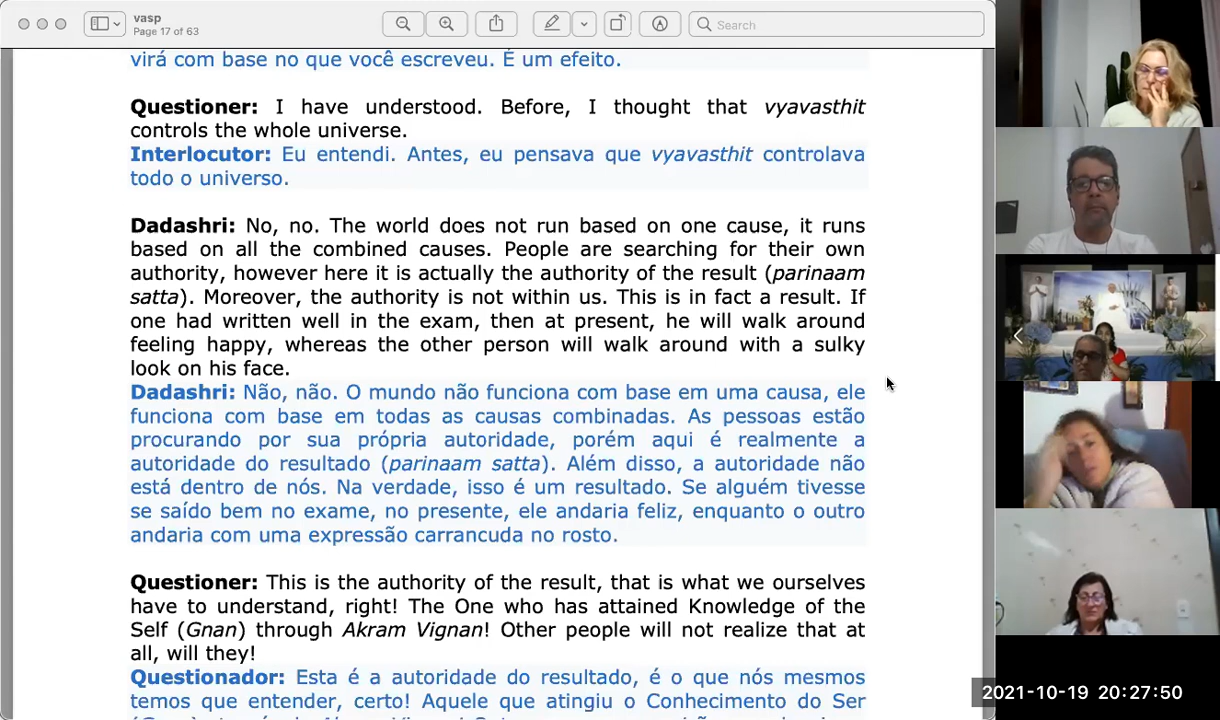 vasp
Page 17 of 63
Search
virá com base no que você escreveu. É um efeito.
Questioner: I have understood. Before, I thought that vyavasthit
controls the whole universe.
Interlocutor: Eu entendi. Antes, eu pensava que vyavasthit controlava
todo o universo.
Dadashri: No, no. The world does not run based on one cause, it runs
based on all the combined causes. People are searching for their own
authority, however here it is actually the authority of the result (parinaam
satta). Moreover, the authority is not within us. This is in fact a result. If
one had written well in the exam, then at present, he will walk around
feeling happy, whereas the other person will walk around with a sulky
look on his face.
Dadashri: Não, não. O mundo não funciona com base em uma causa, ele
funciona com base em todas as causas combinadas. As pessoas estão
procurando por sua própria autoridade, porém aqui é realmente a
autoridade do resultado (parinaam satta). Além disso, a autoridade não
está dentro de nós. Na verdade, isso é um resultado. Se alguém tivesse
se saído bem no exame, no presente, ele andaria feliz, enquanto o outro
andaria com uma expressão carrancuda no rosto.
Questioner: This is the authority of the result, that is what we ourselves
have to understand, right! The One who has attained Knowledge of the
Self (Gnan) through Akram Vignan! Other people will not realize that at
all, will they!
Questionador: Esta é a autoridade do resultado, é o que nós mesmos
temos que entender, certo! Aquele que atingiu o Conhecimento do Ser
2021-10-19 20:27:50